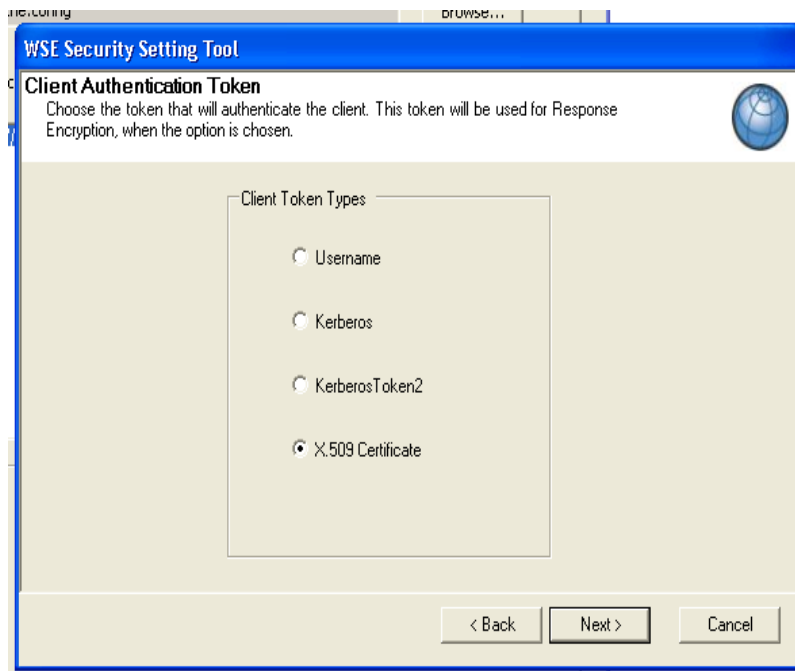 Browse...
WSE Security Setting Tool
Client Authentication Token
Choose the token that will authenticate the client. This token will be used for Response
Encryption, when the option is chosen.
Client Token Types
Username
Kerberos
KerberosToken2
X.509 Certificate
< Back
Next >
Cancel